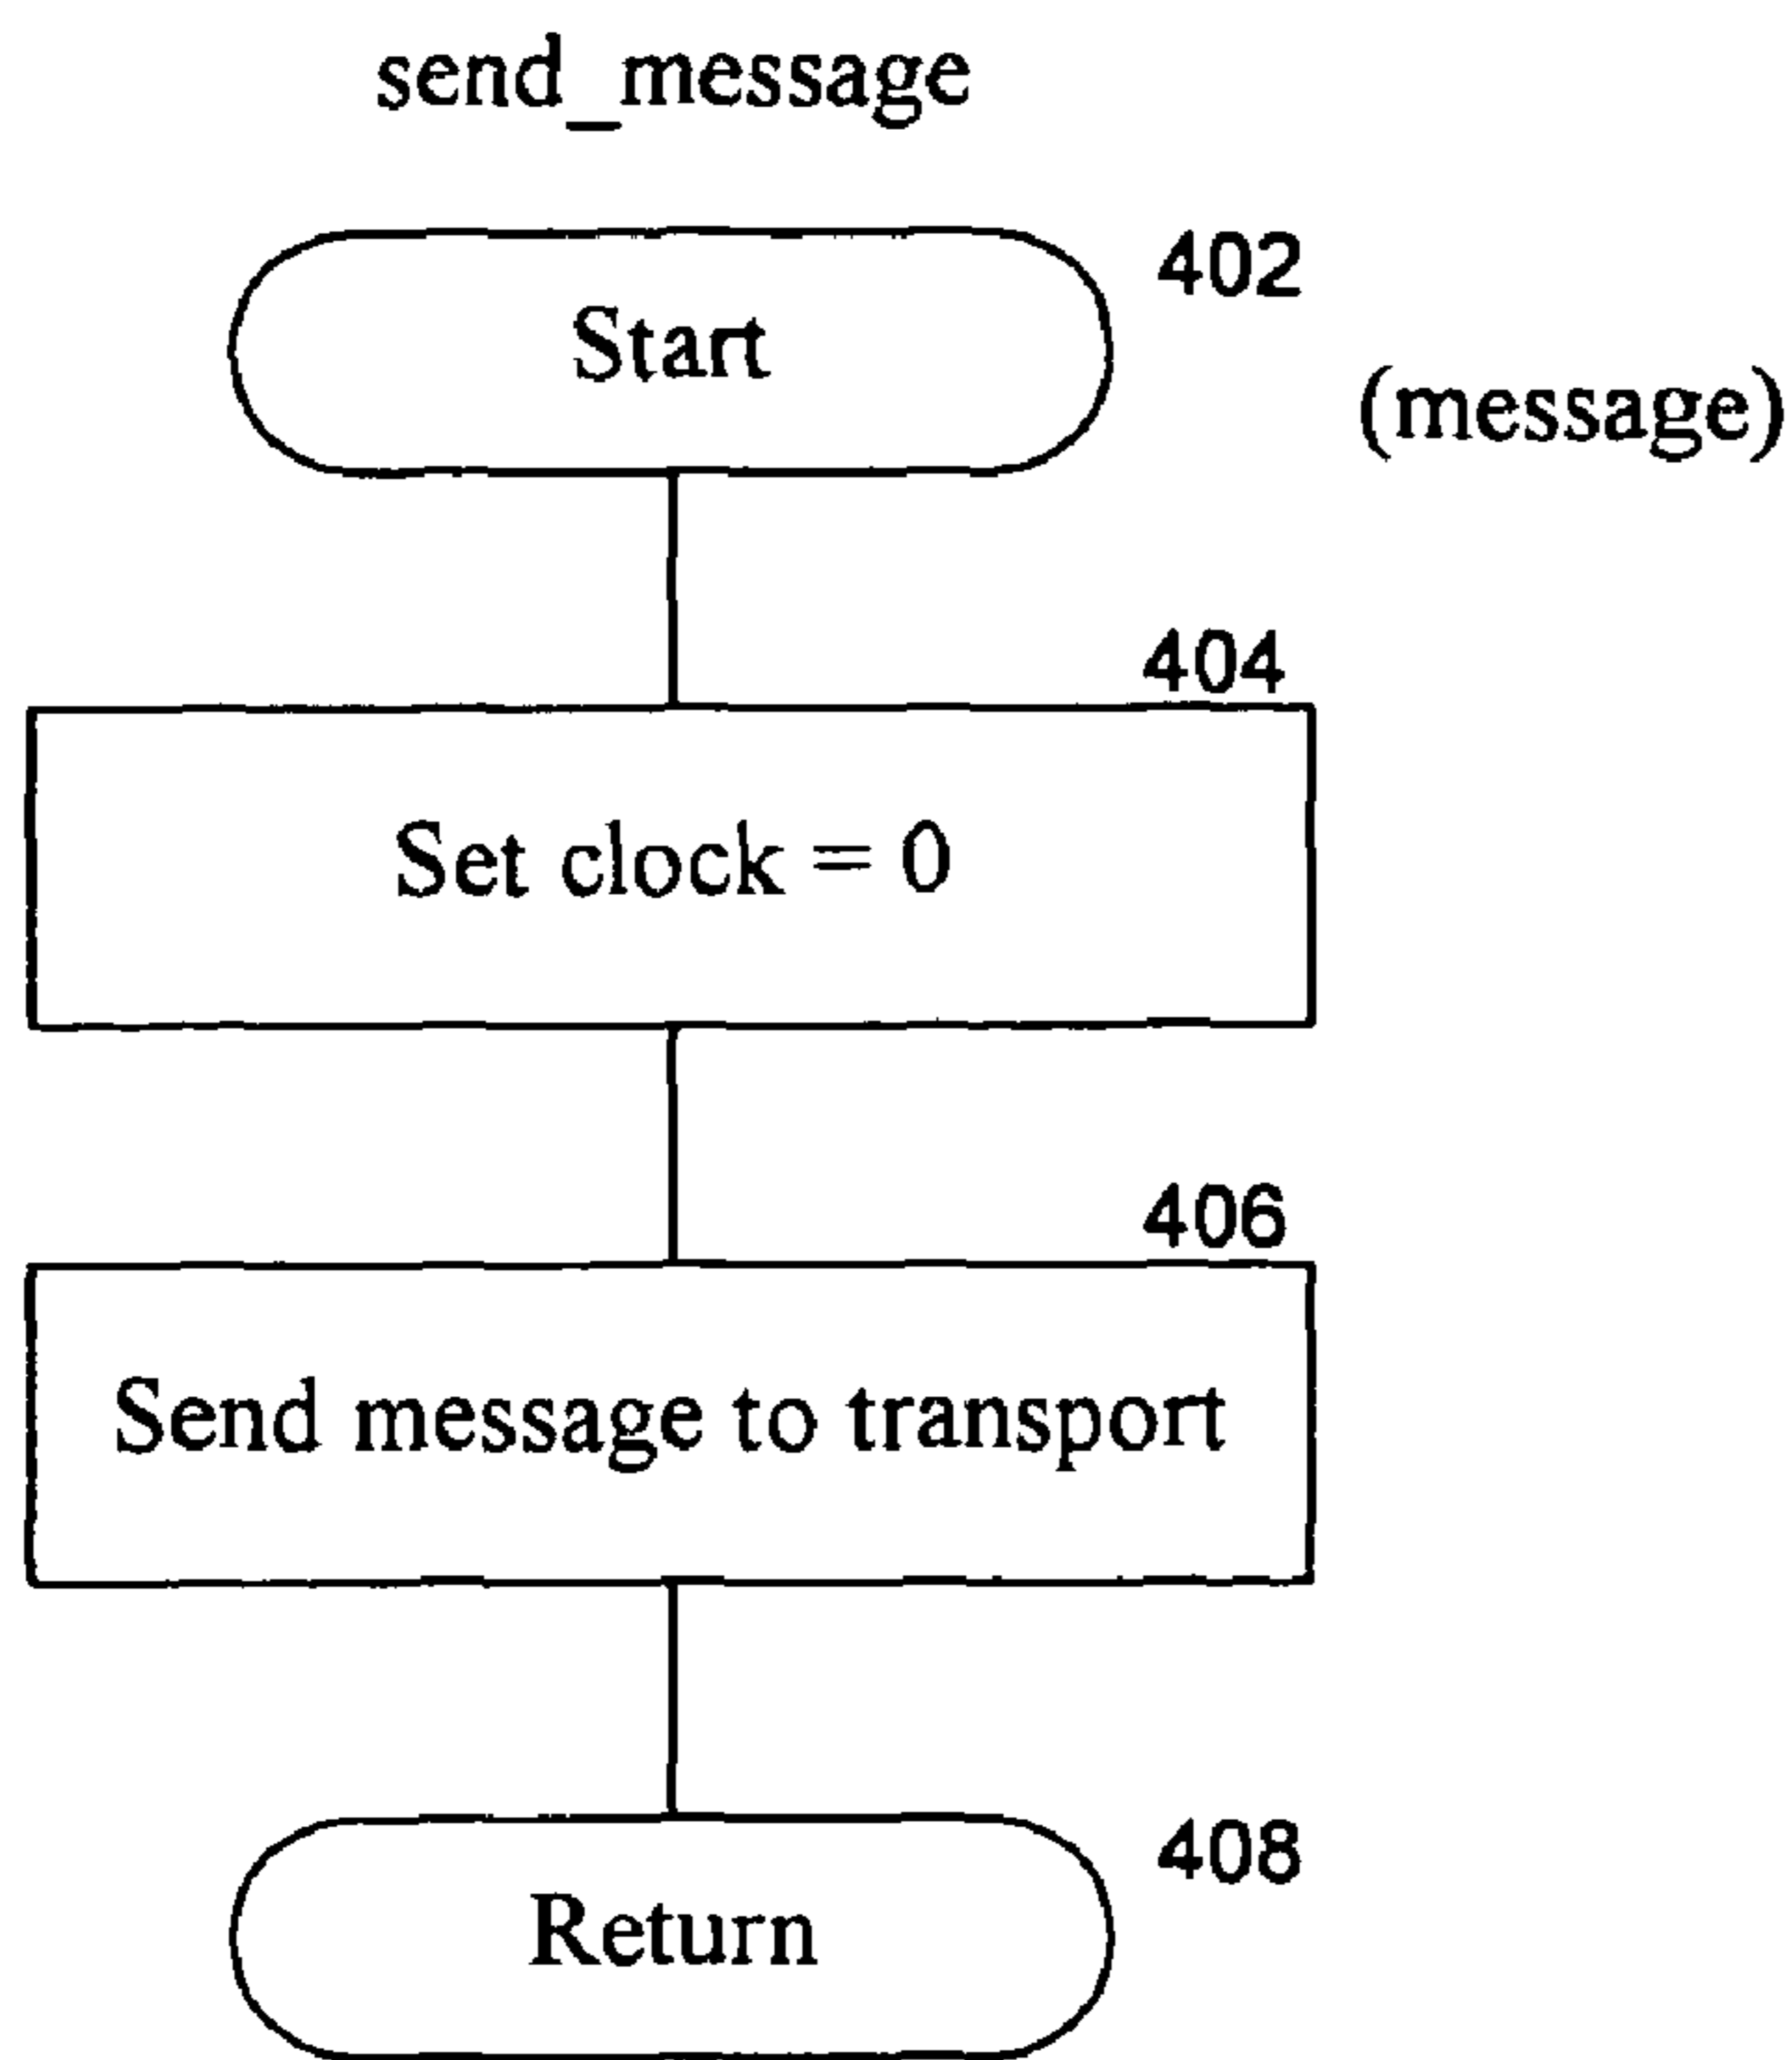 send_message
402
Start
(message)
404
Set clock = 0
406
Send message to transport
408
Return